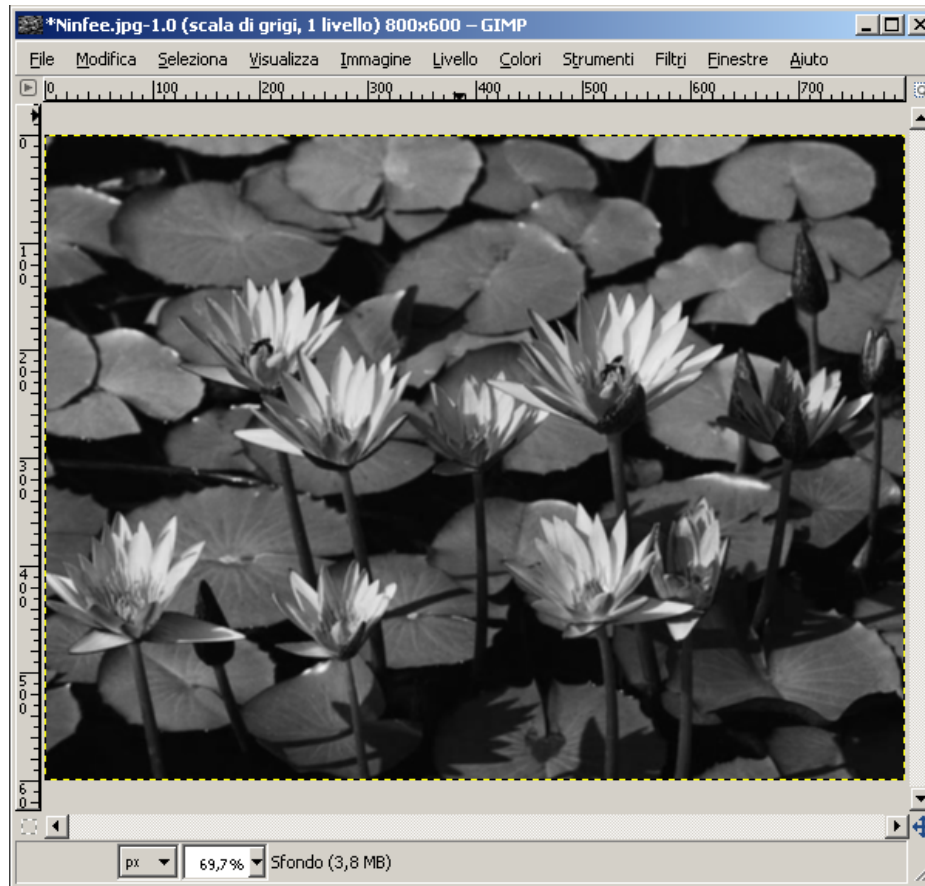 *Ninfee.jpg-1.0 (scala di grigi, 1 livello) 800x600 – GIMP
File Modifica Seleziona Visualizza Immagine Livello Colori Strumenti Filtri Finestre Aiuto
0 100 200 300 400 500 600 700
0
100
200
300
400
500
60
px 69,7% Sfondo (3,8 MB)